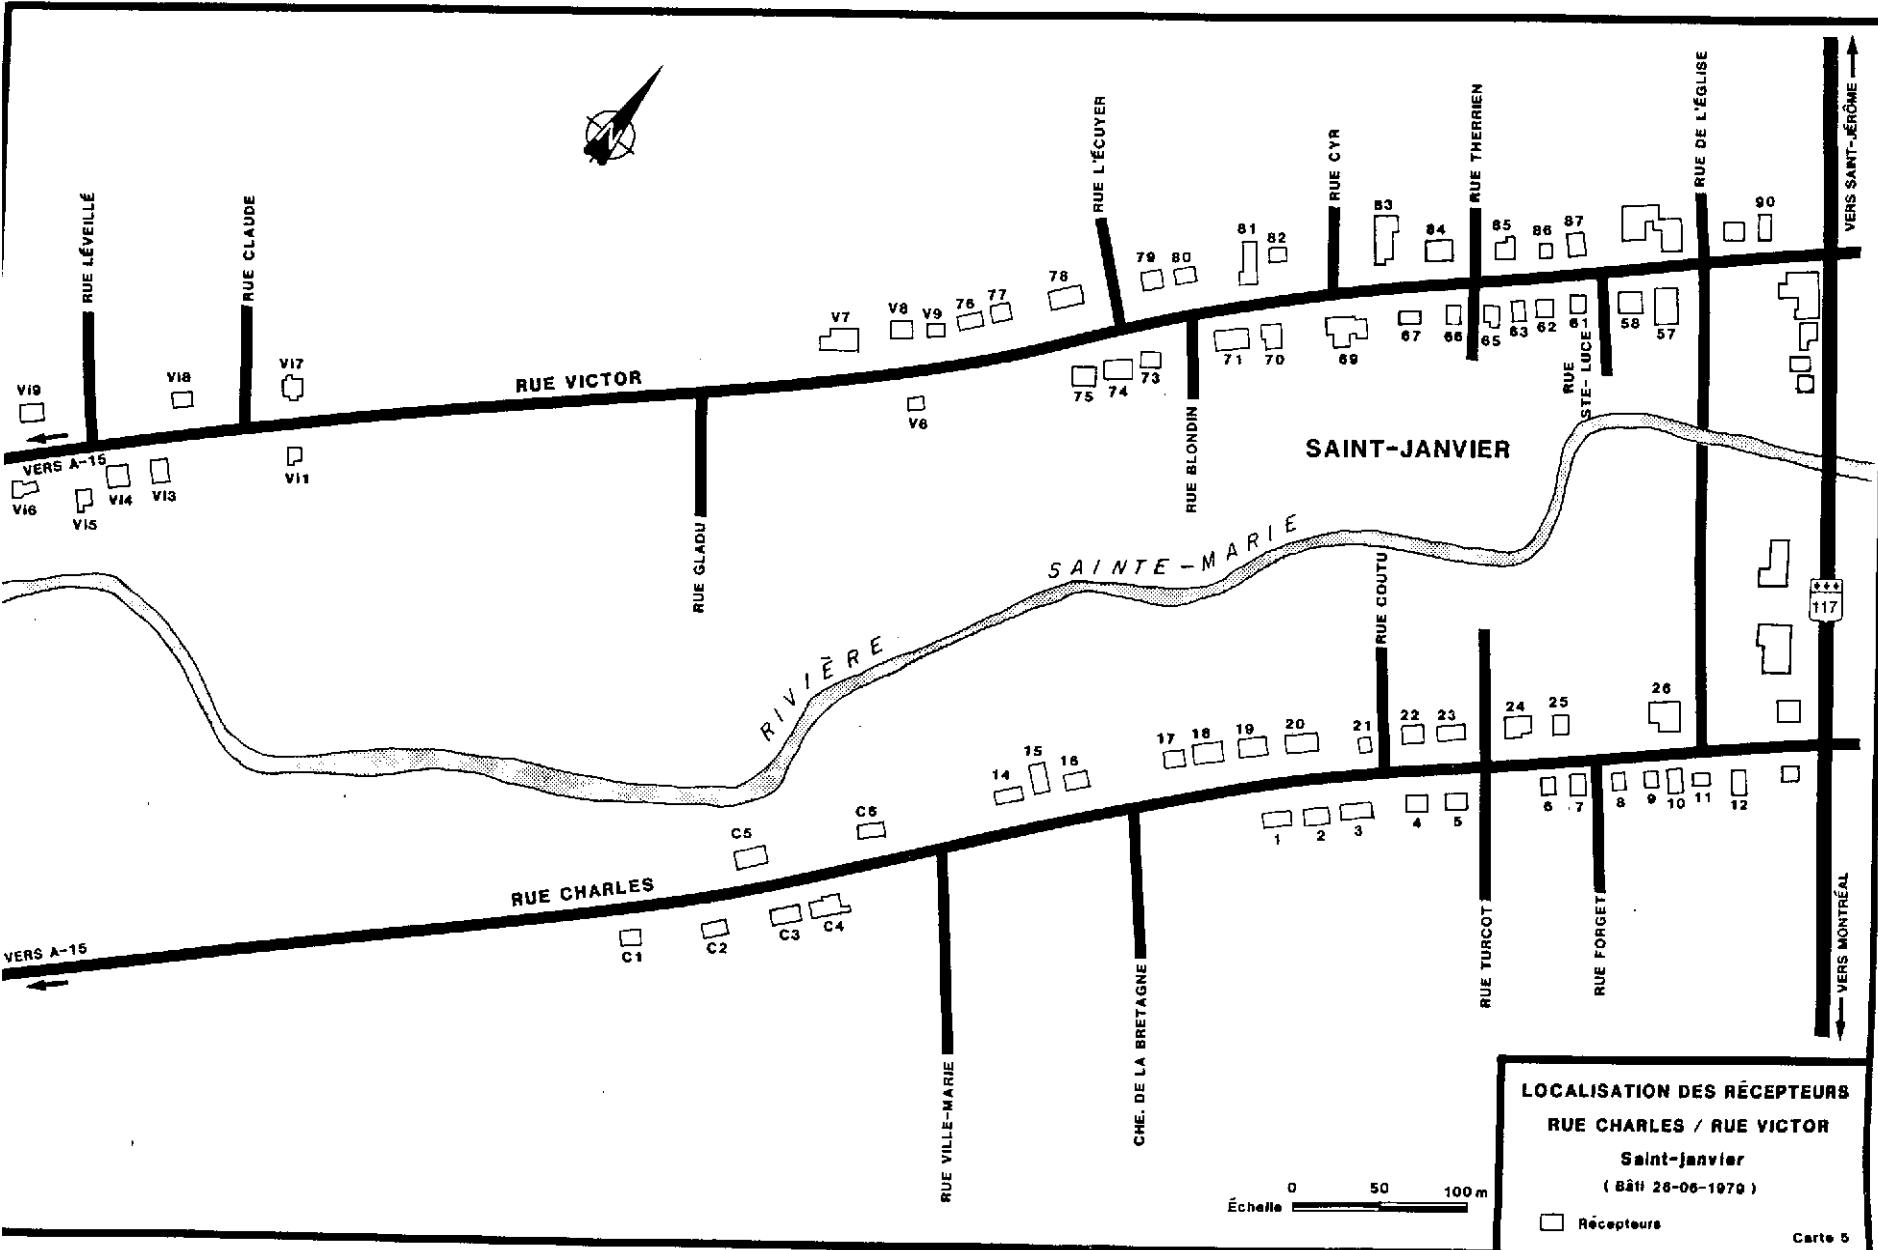 RUE LÉVEILLÉ
RUE CLAUDE
RUE L'ÉCUYER
RUE CYR
RUE THERRIEN
RUE DE L'ÉGLISE
VERS SAINT-JÉRÔME
N
Vi9
Vi8
Vi7
V7
V8
V9
76
77
78
79
80
81
82
83
84
85
86
87
90
RUE VICTOR
VERS A-15
Vi6
Vi5
Vi4
Vi3
Vi1
V6
75
74
73
71
70
69
67
66
65
63
62
61
58
57
RUE GLADU
RUE BLONDIN
RUE
STE-LUCE
SAINT-JANVIER
RIVIÈRE SAINTE-MARIE
117
RUE COUTU
14
15
16
17
18
19
20
21
22
23
24
25
26
C5
C6
RUE CHARLES
VERS A-15
C1
C2
C3
C4
1
2
3
4
5
6
7
8
9
10
11
12
RUE VILLE-MARIE
CHE. DE LA BRETAGNE
RUE TURCOT
RUE FORGET
VERS MONTRÉAL
Échelle 0 50 100 m
LOCALISATION DES RÉCEPTEURS
RUE CHARLES / RUE VICTOR
Saint-janvier
( Bâti 26-06-1979 )
Récepteurs
Carte 5